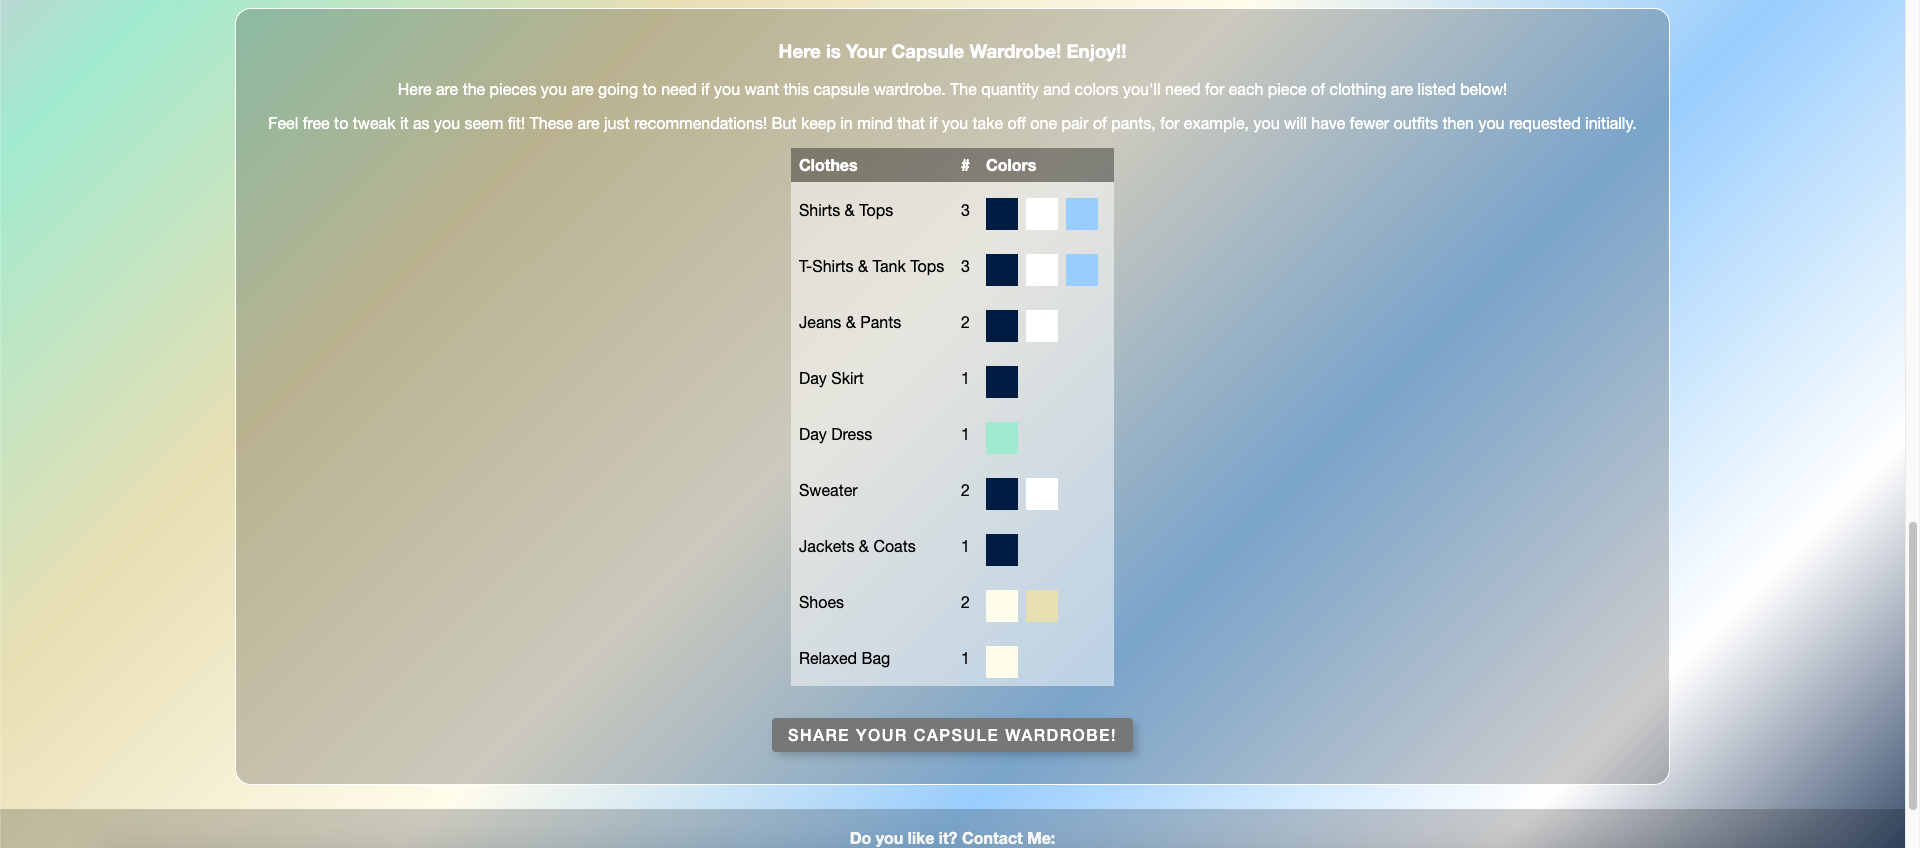 Here is Your Capsule Wardrobe! Enjoy!!
Here are the pieces you are going to need if you want this capsule wardrobe. The quantity and colors you'll need for each piece of clothing are listed below!
Feel free to tweak it as you seem fit! These are just recommendations! But keep in mind that if you take off one pair of pants, for example, you will have fewer outfits then you requested initially.
Clothes # Colors
Shirts & Tops 3
T-Shirts & Tank Tops 3
Jeans & Pants 2
Day Skirt 1
Day Dress 1
Sweater 2
Jackets & Coats 1
Shoes 2
Relaxed Bag 1
SHARE YOUR CAPSULE WARDROBE!
Do you like it? Contact Me: